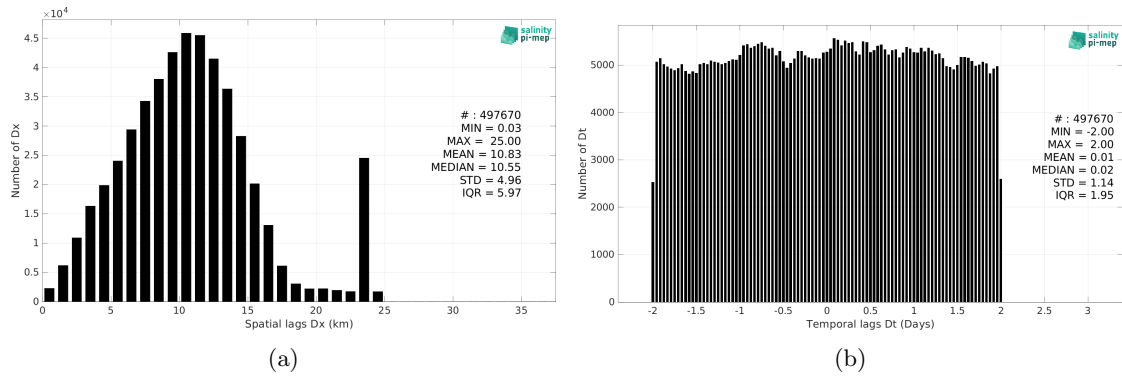 ×10⁴
5
4.5
4
3.5
3
2.5
2
1.5
1
0.5
0
Number of Dx
0 5 10 15 20 25 30 35
Spatial lags Dx (km)
salinity
pi-mep
# : 497670
MIN = 0.03
MAX = 25.00
MEAN = 10.83
MEDIAN = 10.55
STD = 4.96
IQR = 5.97
(a)
5000
4000
3000
2000
1000
0
Number of Dt
-2 -1.5 -1 -0.5 0 0.5 1 1.5 2 2.5 3
Temporal lags Dt (Days)
salinity
pi-mep
# : 497670
MIN = -2.00
MAX = 2.00
MEAN = 0.01
MEDIAN = 0.02
STD = 1.14
IQR = 1.95
(b)